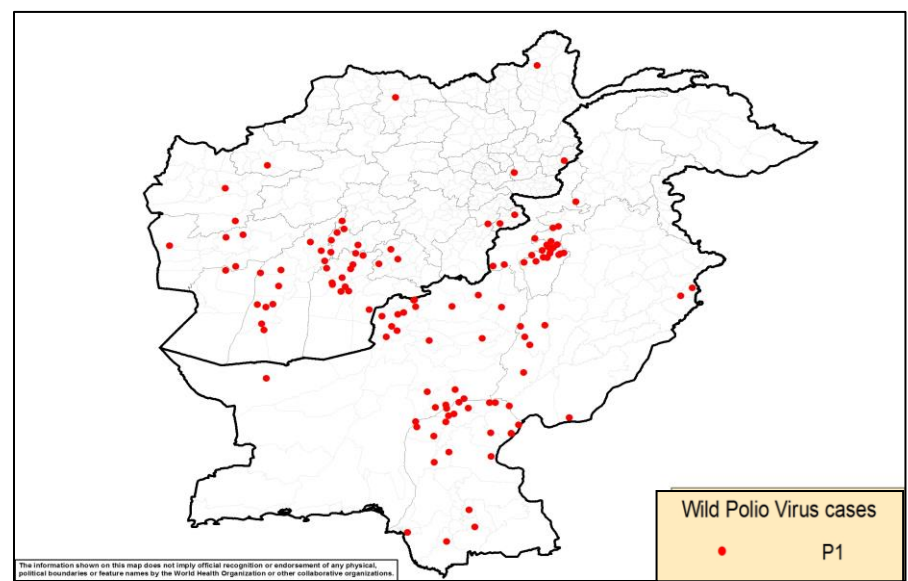 Wild Polio Virus cases
P1
The information shown on this map does not imply official recognition or endorsement of any physical,
political boundaries or feature names by the World Health Organization or other collaborative organizations.